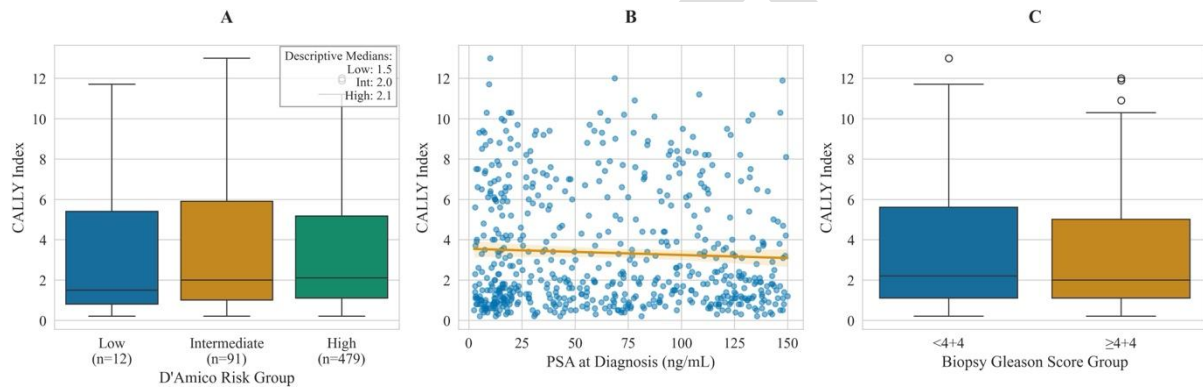 A
Descriptive Medians:
Low: 1.5
Int: 2.0
High: 2.1
CALLY Index
12
10
8
6
4
2
0
Low
(n=12)
Intermediate
(n=91)
High
(n=479)
D'Amico Risk Group
B
CALLY Index
12
10
8
6
4
2
0
0
25
50
75
100
125
150
PSA at Diagnosis (ng/mL)
C
CALLY Index
12
10
8
6
4
2
0
<4+4
≥4+4
Biopsy Gleason Score Group